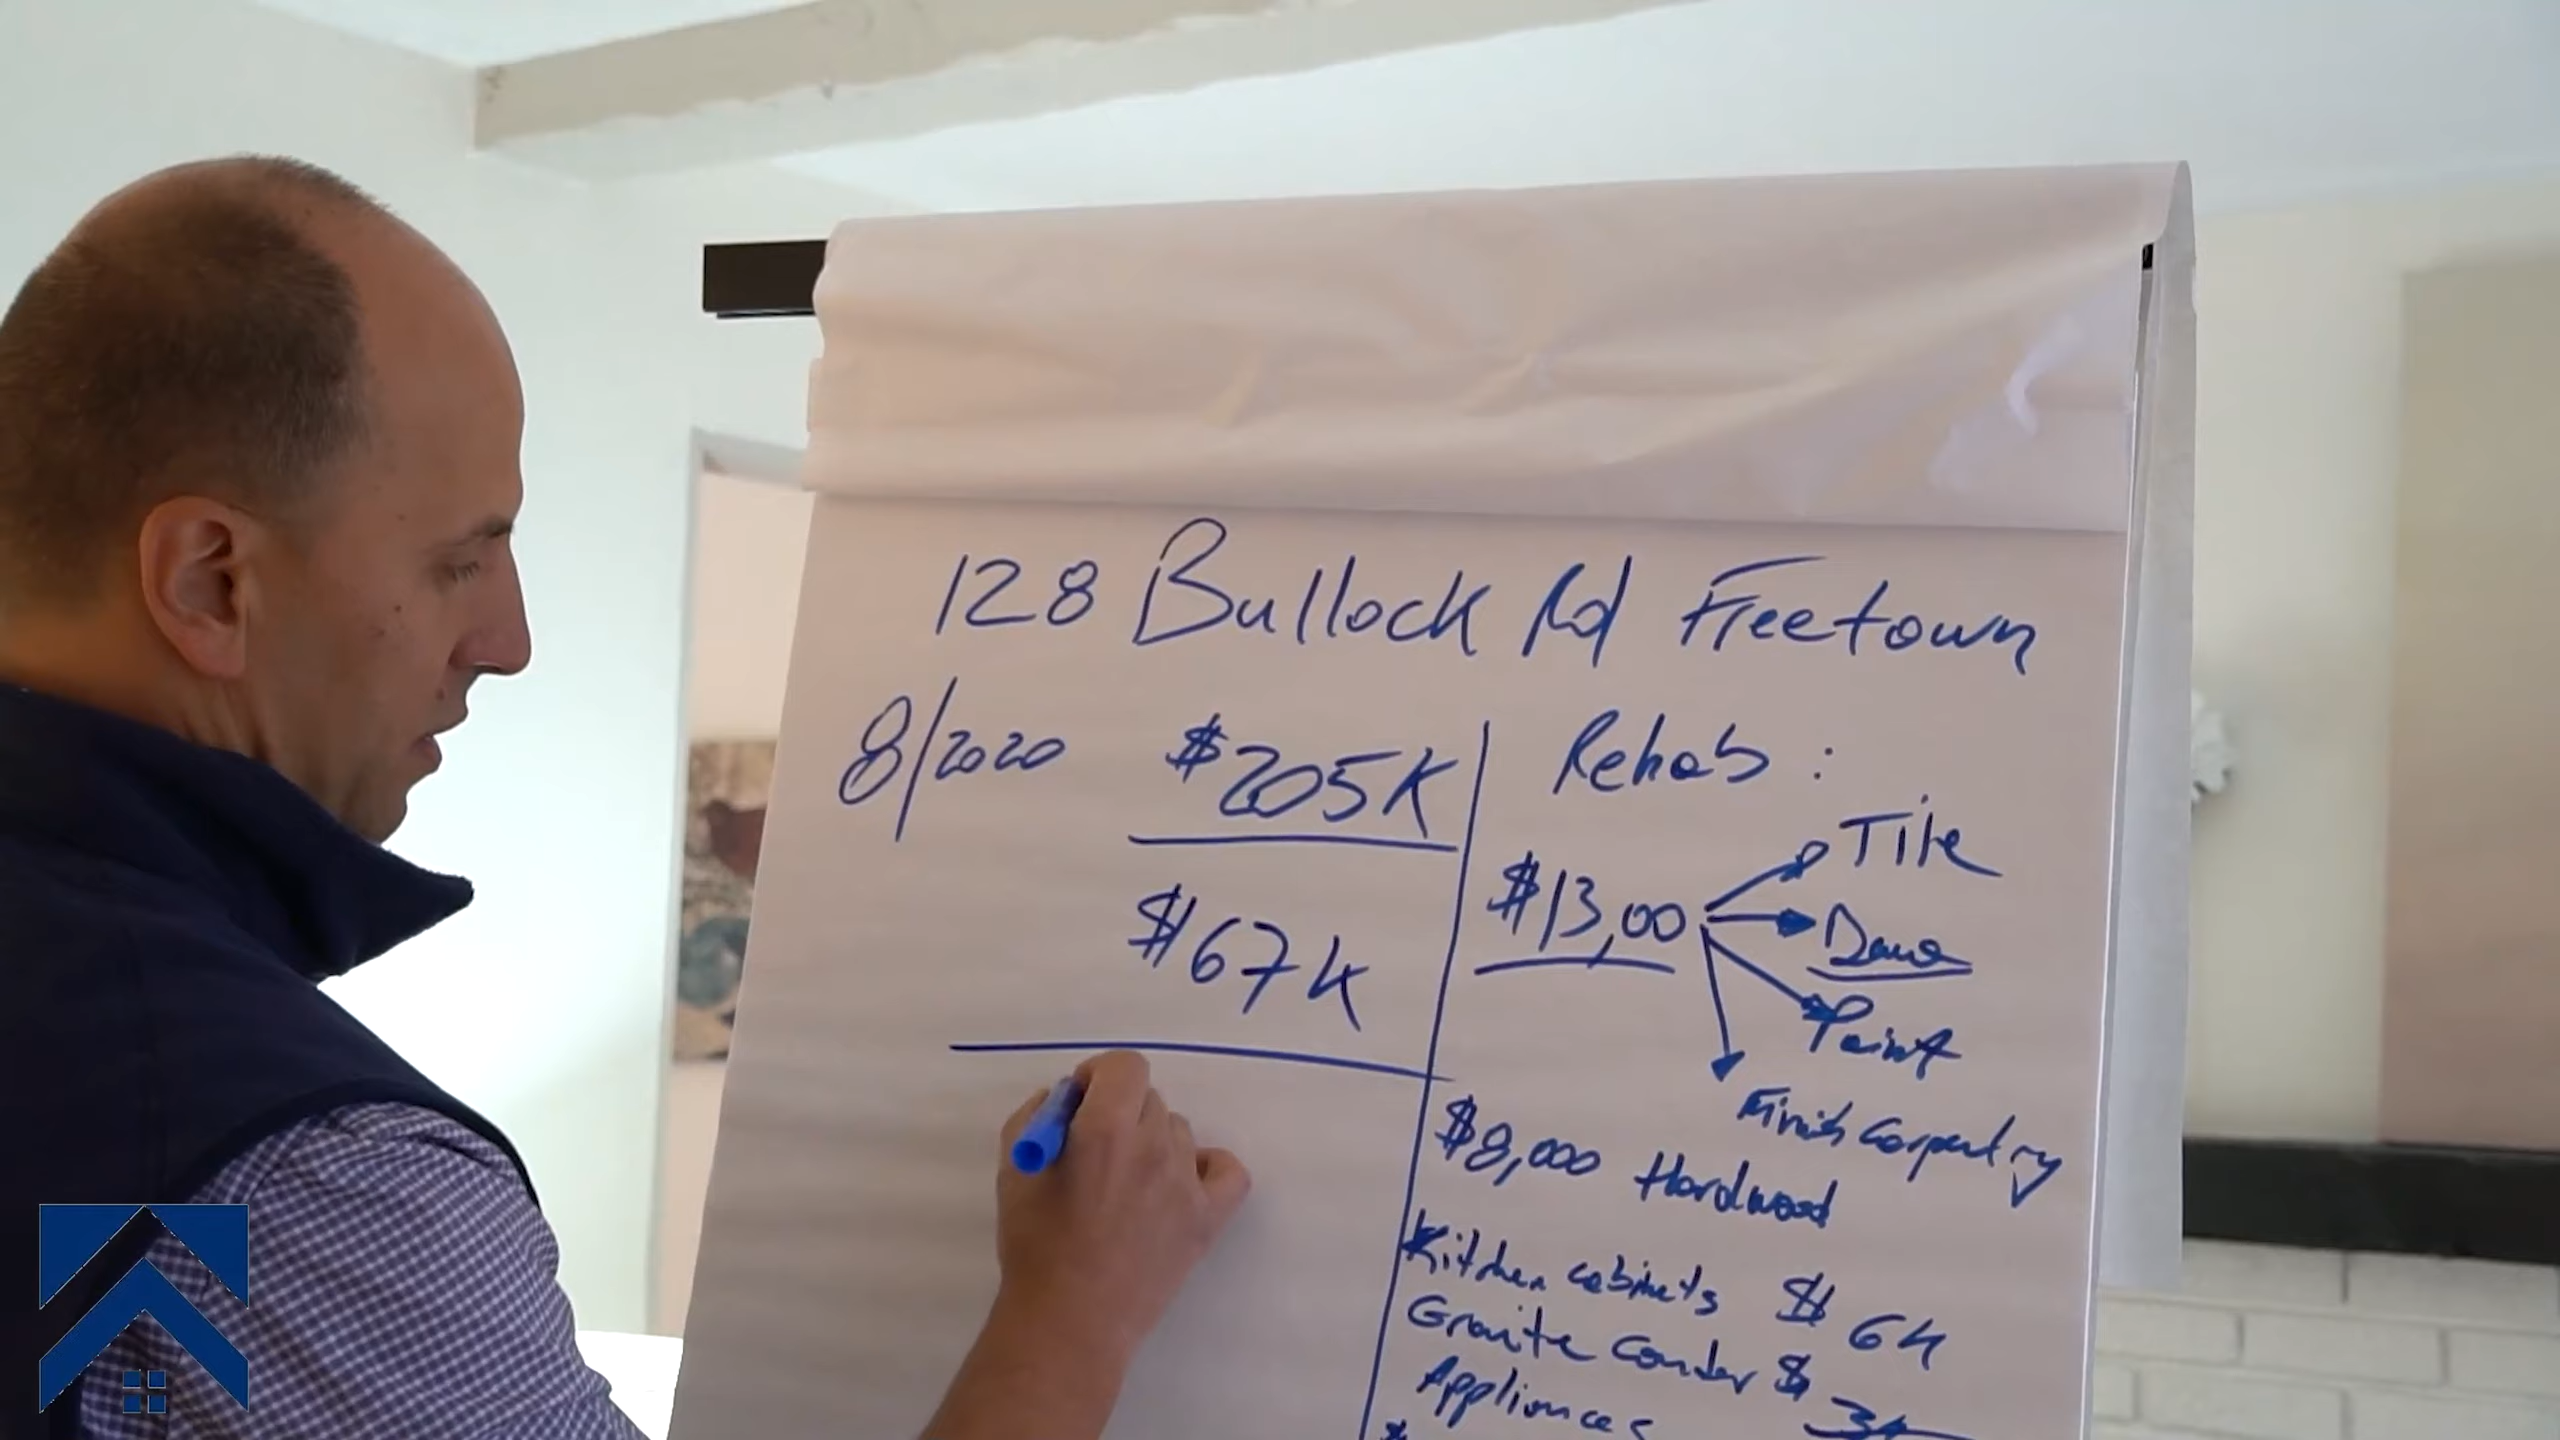 128 Bullock Rd Freetown
8/2020 $205K
$67K
Rehab :
$13,00
Tile
Paint
Finish Carpentry
$8,000 Hardwood
Kitchen cabinets $ 6K
Granite Counter $ 3K
Appliances